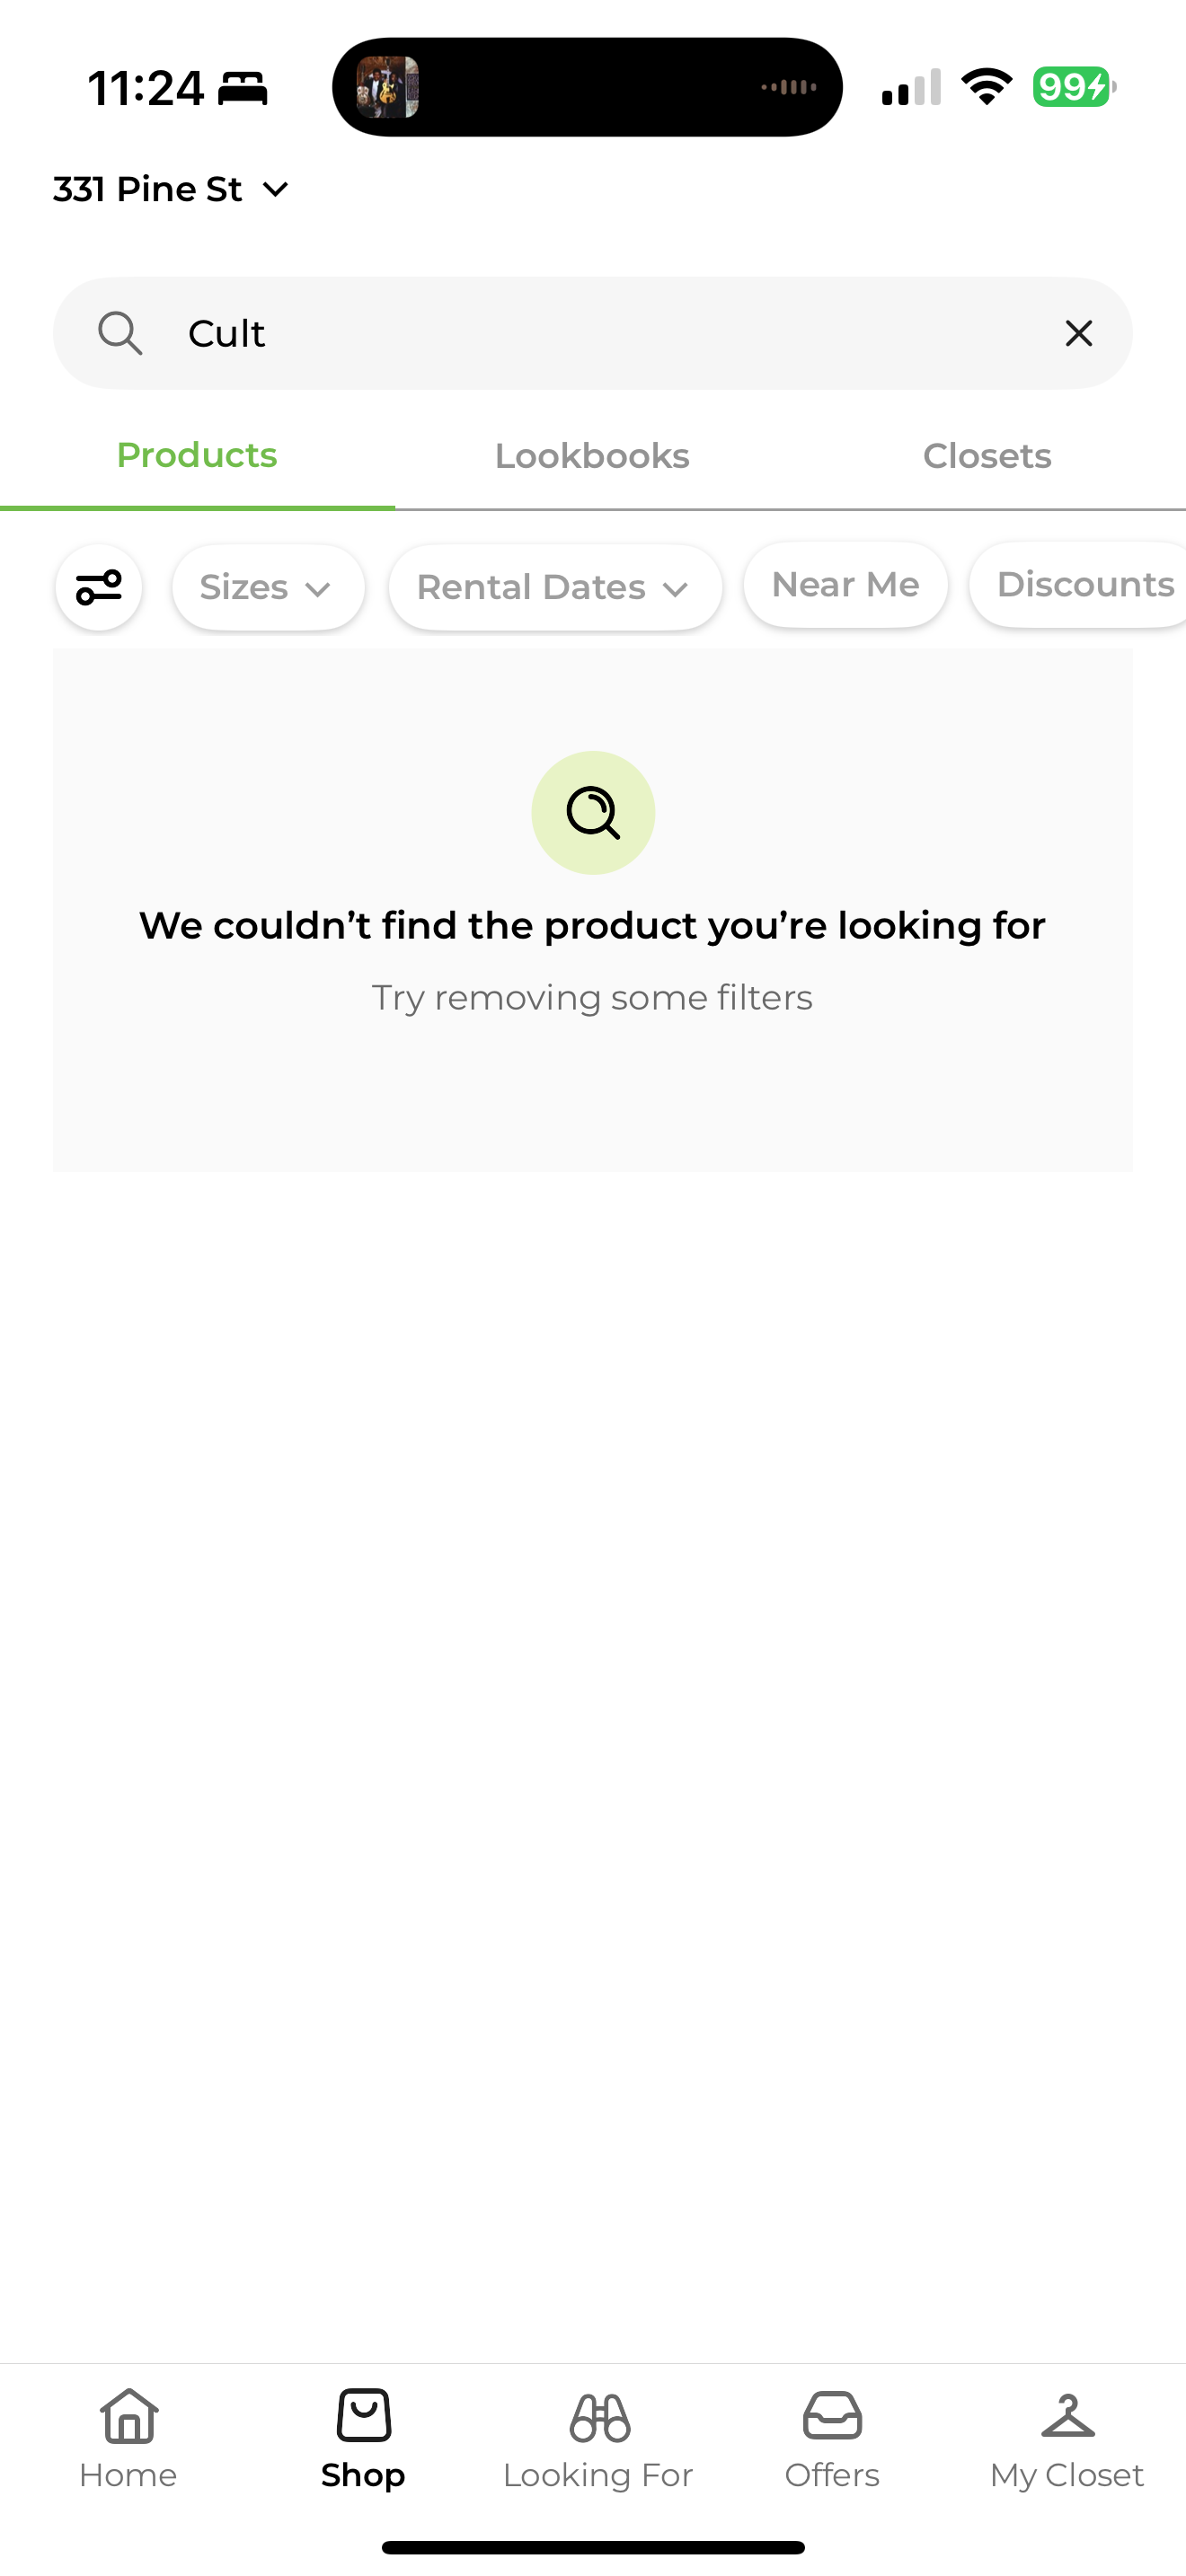 11:24
99
331 Pine St
Cult
Products Lookbooks Closets
Sizes Rental Dates Near Me Discounts
We couldn’t find the product you’re looking for
Try removing some filters
Home Shop Looking For Offers My Closet